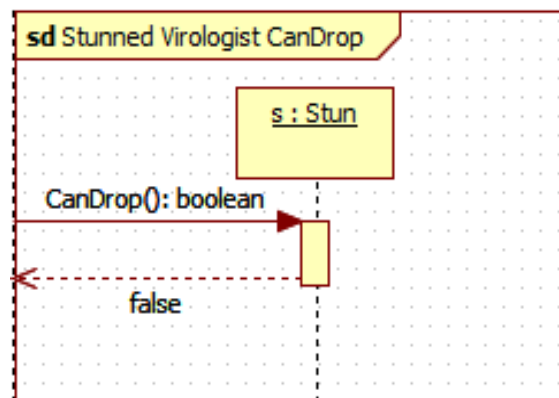 sd Stunned Virologist CanDrop
s : Stun
CanDrop(): boolean
false